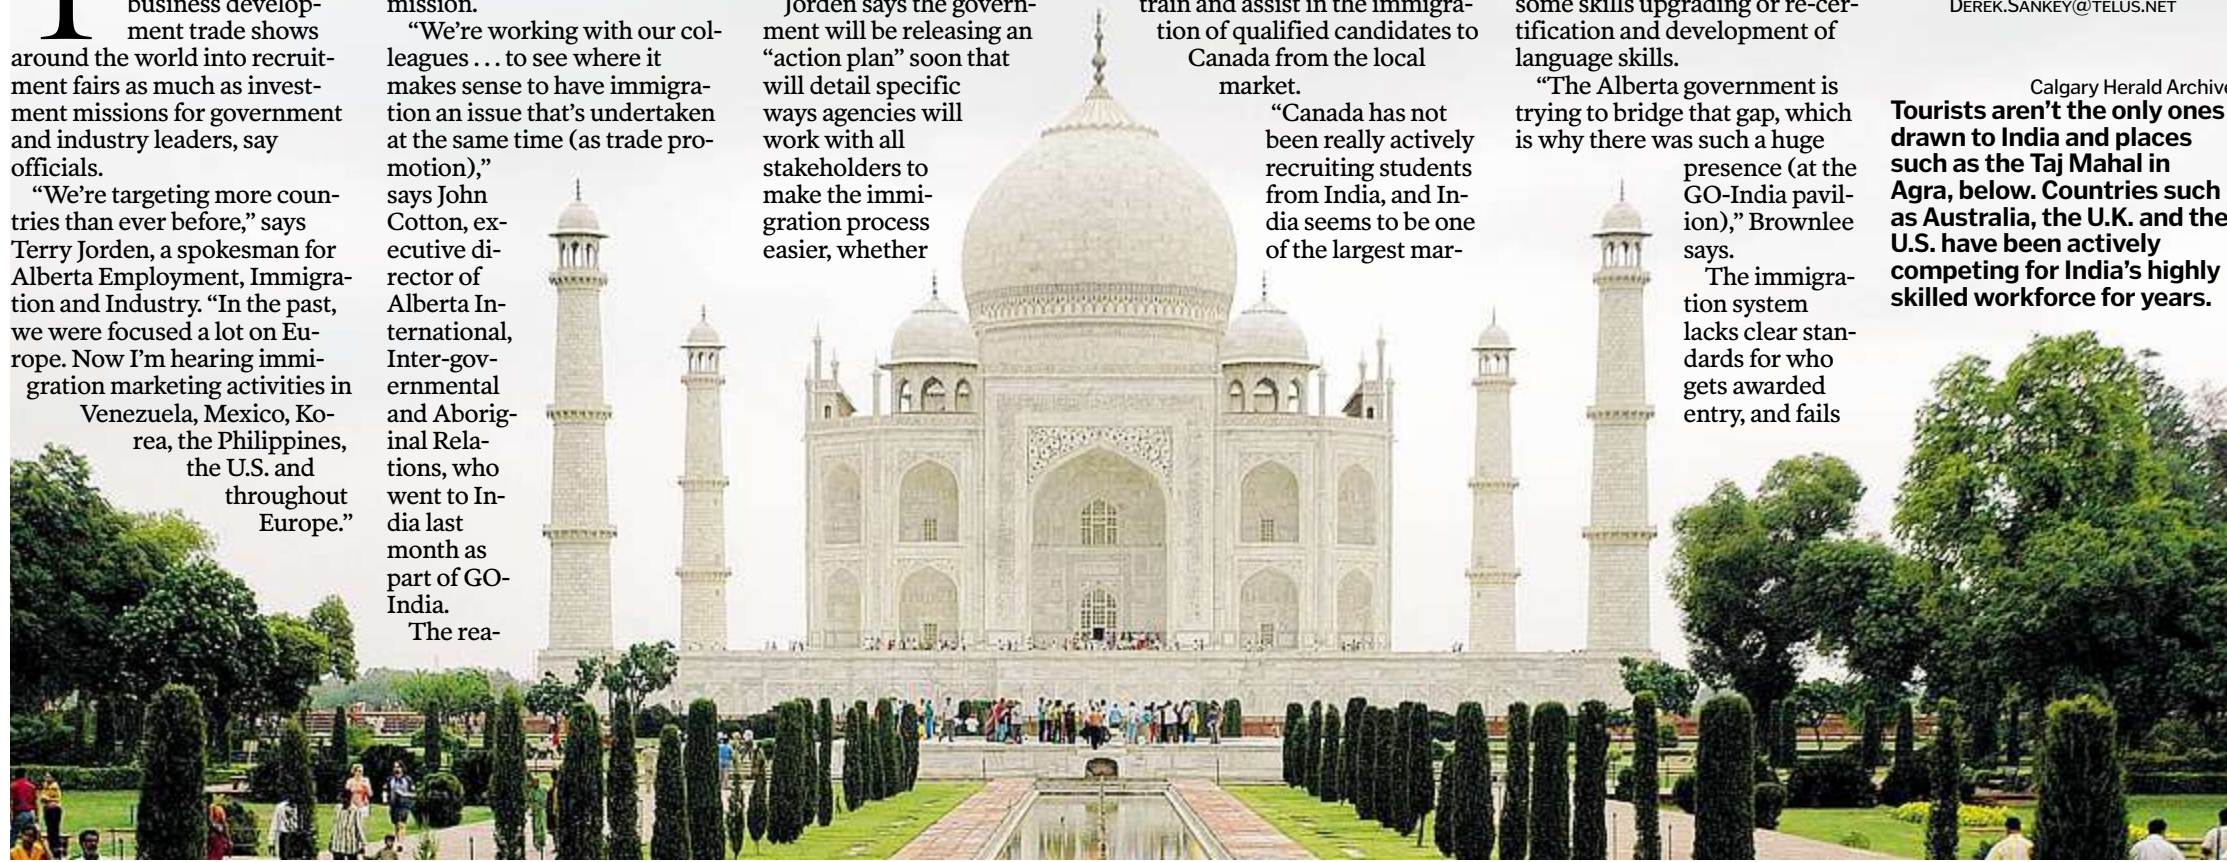 business develop-
ment trade shows
around the world into recruit-
ment fairs as much as invest-
ment missions for government
and industry leaders, say
officials.
“We’re targeting more coun-
tries than ever before,” says
Terry Jorden, a spokesman for
Alberta Employment, Immigra-
tion and Industry. “In the past,
we were focused a lot on Eu-
rope. Now I’m hearing immi-
gration marketing activities in
Venezuela, Mexico, Ko-
rea, the Philippines,
the U.S. and
throughout
Europe.”
mission.
“We’re working with our col-
leagues . . . to see where it
makes sense to have immigra-
tion an issue that’s undertaken
at the same time (as trade pro-
motion),”
says John
Cotton, ex-
ecutive di-
rector of
Alberta In-
ternational,
Inter-gov-
ernmental
and Aborig-
inal Rela-
tions, who
went to In-
dia last
month as
part of GO-
India.
The rea-
Jorden says the govern-
ment will be releasing an
“action plan” soon that
will detail specific
ways agencies will
work with all
stakeholders to
make the immi-
gration process
easier, whether
train and assist in the immigra-
tion of qualified candidates to
Canada from the local
market.
“Canada has not
been really actively
recruiting students
from India, and In-
dia seems to be one
of the largest mar-
some skills upgrading or re-cer-
tification and development of
language skills.
“The Alberta government is
trying to bridge that gap, which
is why there was such a huge
presence (at the
GO-India pavil-
ion),” Brownlee
says.
The immigra-
tion system
lacks clear stan-
dards for who
gets awarded
entry, and fails
DEREK.SANKEY@TELUS.NET
Calgary Herald Archive
Tourists aren’t the only ones
drawn to India and places
such as the Taj Mahal in
Agra, below. Countries such
as Australia, the U.K. and the
U.S. have been actively
competing for India’s highly
skilled workforce for years.